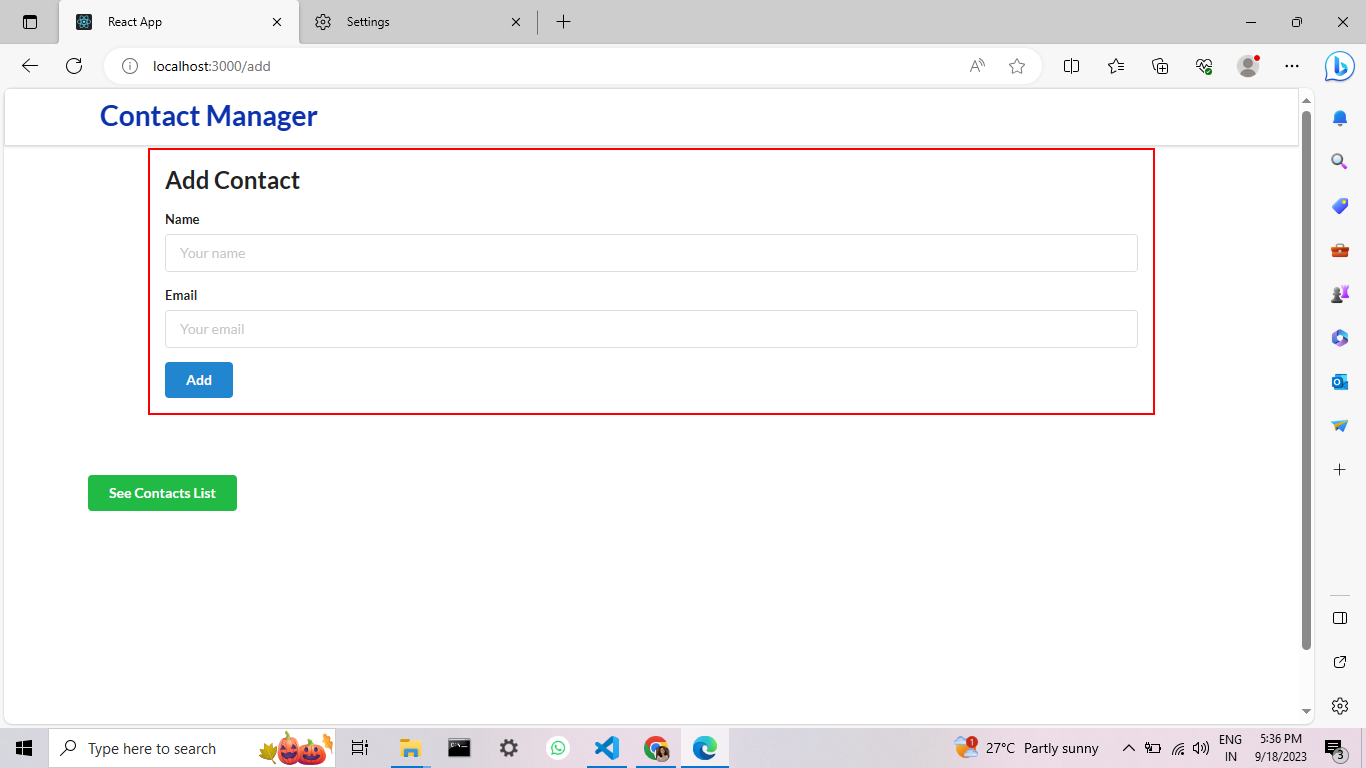 React App
Settings
localhost:3000/add
Contact Manager
Add Contact
Name
Your name
Email
Your email
Add
See Contacts List
Type here to search
1
27°C Partly sunny
ENG
IN
5:36 PM
9/18/2023
3